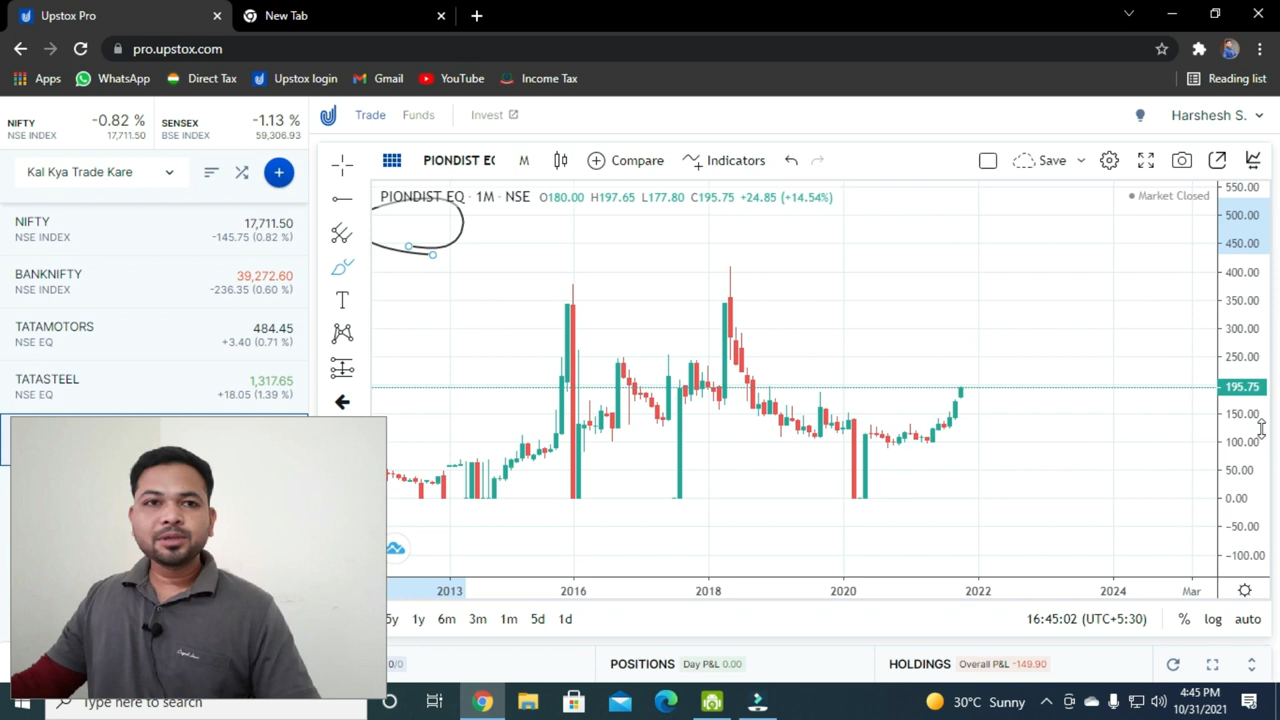 Upstox Pro
New Tab
pro.upstox.com
Apps
WhatsApp
Direct Tax
Upstox login
Gmail
YouTube
Income Tax
Reading list
NIFTY -0.82 %
NSE INDEX 17,711.50
SENSEX -1.13 %
BSE INDEX 59,306.93
Trade
Funds
Invest
Harshesh S.
Kal Kya Trade Kare
PIONDIST EQ
M
Compare
Indicators
Save
NIFTY 17,711.50
NSE INDEX -145.75 (0.82 %)
BANKNIFTY 39,272.60
NSE INDEX -236.35 (0.60 %)
TATAMOTORS 484.45
NSE EQ +3.40 (0.71 %)
TATASTEEL 1,317.65
NSE EQ +18.05 (1.39 %)
PIONDIST EQ · 1M · NSE O180.00 H197.65 L177.80 C195.75 +24.85 (+14.54%)
Market Closed
550.00
500.00
450.00
400.00
350.00
300.00
250.00
195.75
150.00
100.00
50.00
0.00
-50.00
-100.00
2013 2016 2018 2020 2022 2024 Mar
5y 1y 6m 3m 1m 5d 1d
16:45:02 (UTC+5:30) % log auto
0/0
POSITIONS Day P&L 0.00
HOLDINGS Overall P&L -149.90
Type here to search
30°C Sunny
4:45 PM
10/31/2021